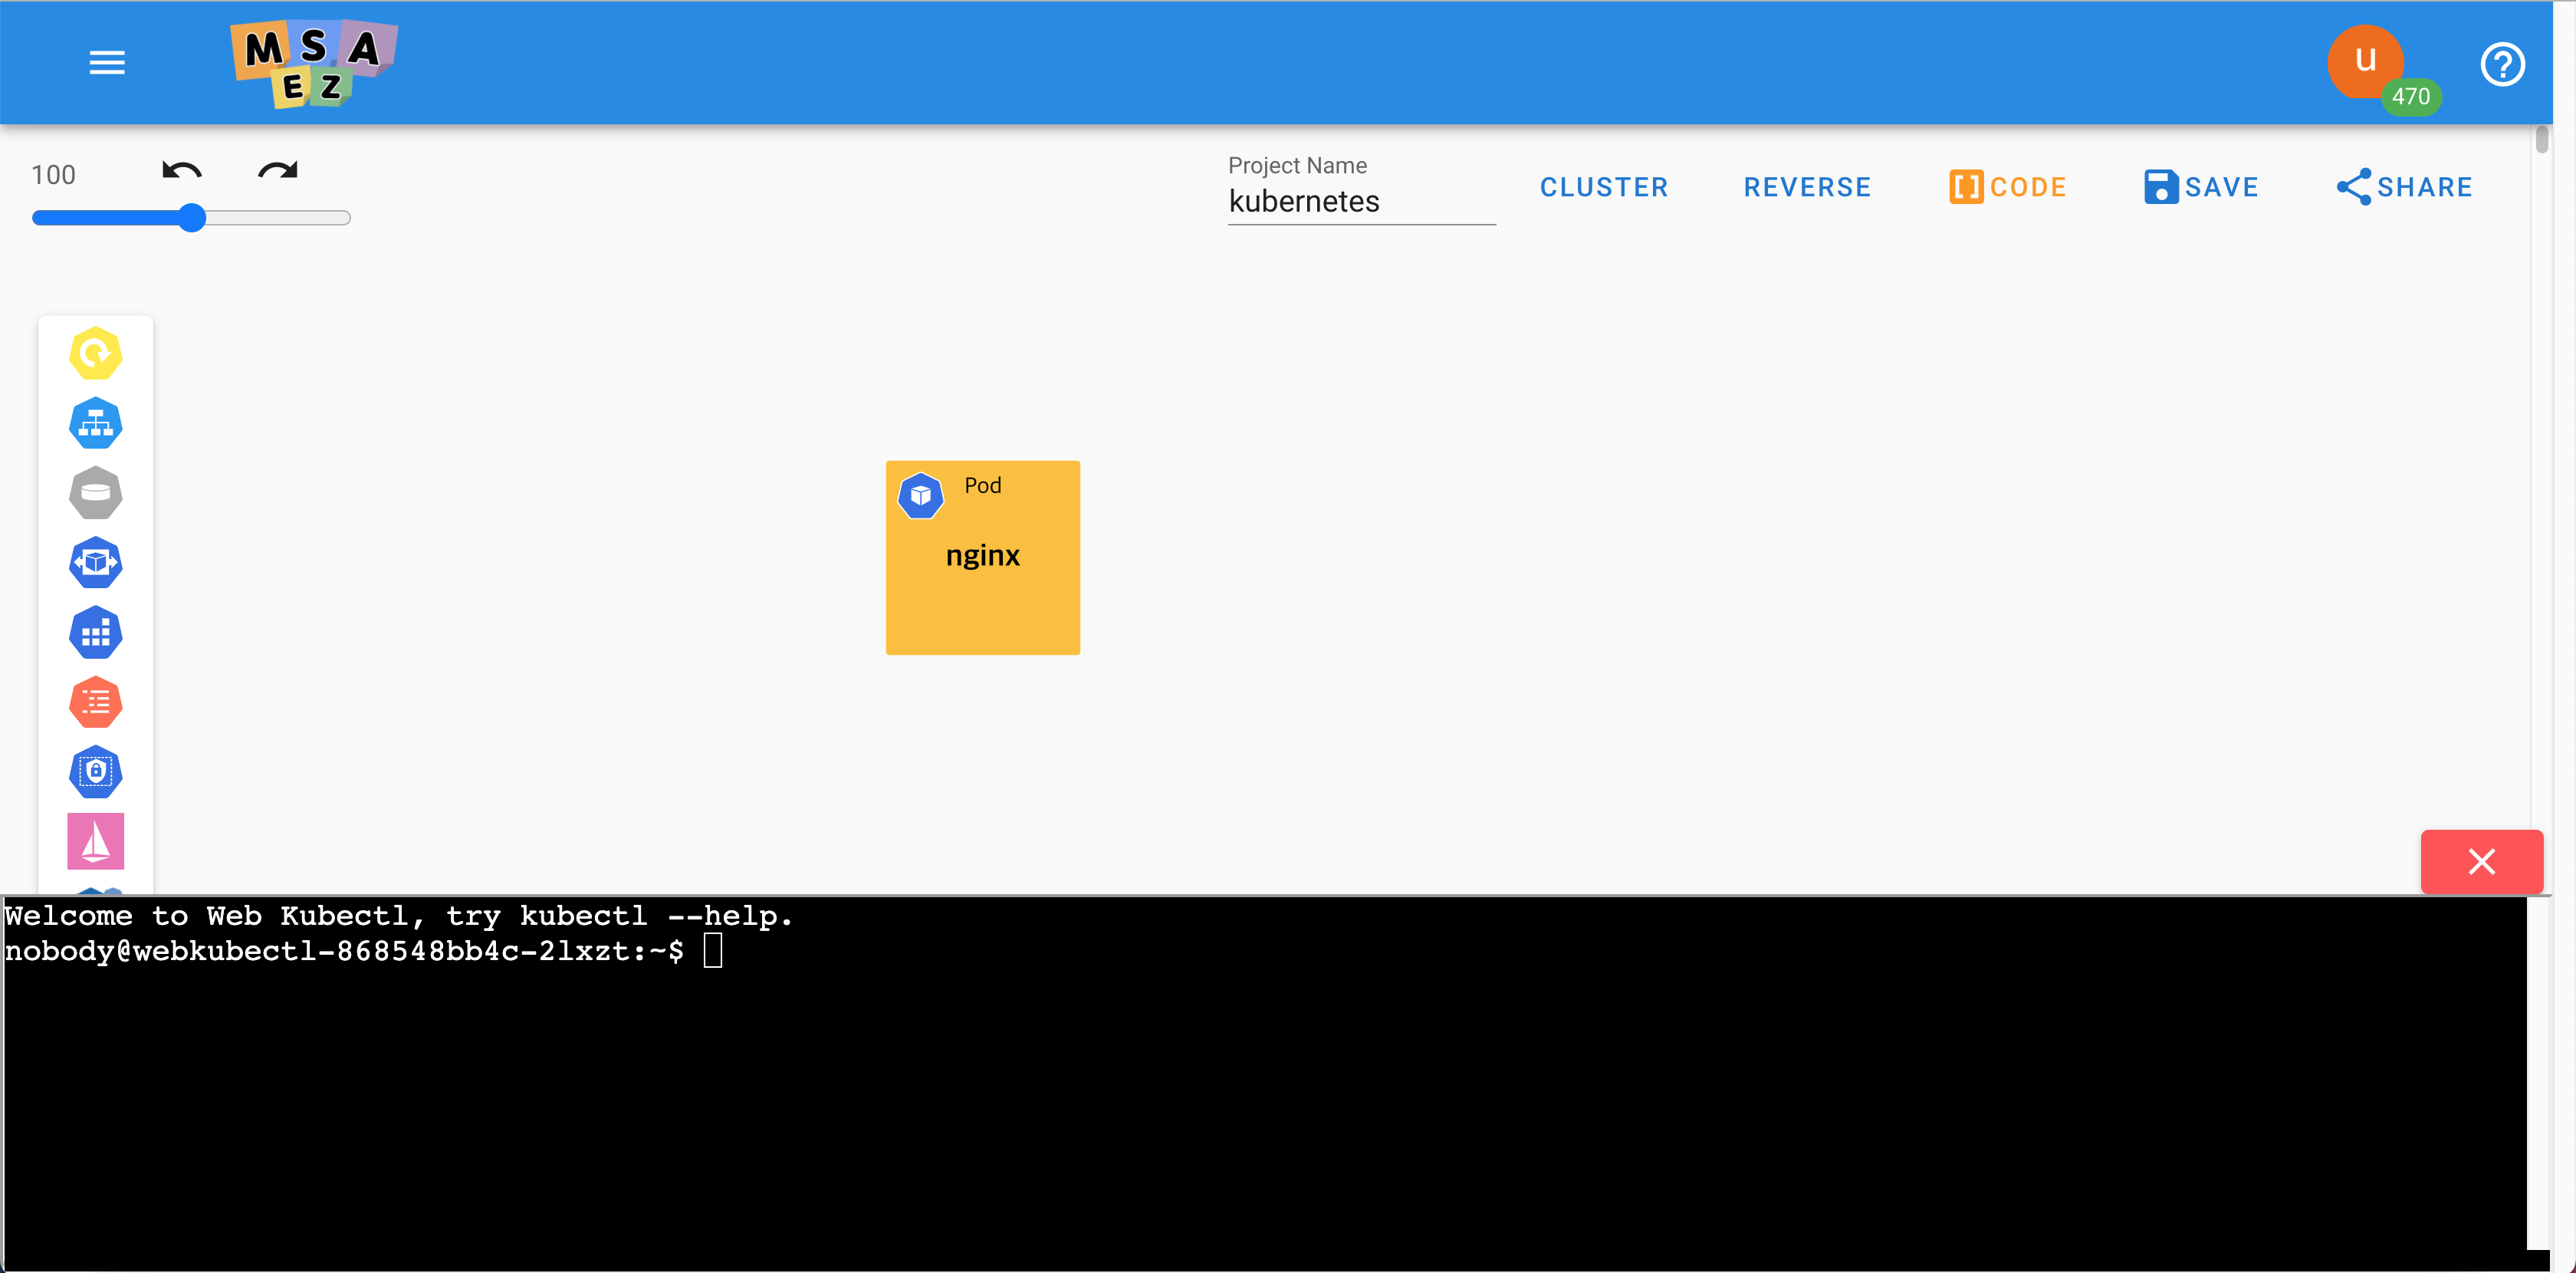 M S A
E Z
u
470
100
Project Name
kubernetes
CLUSTER
REVERSE
CODE
SAVE
SHARE
Pod
nginx
Welcome to Web Kubectl, try kubectl --help.
nobody@webkubectl-868548bb4c-2lxzt:~$